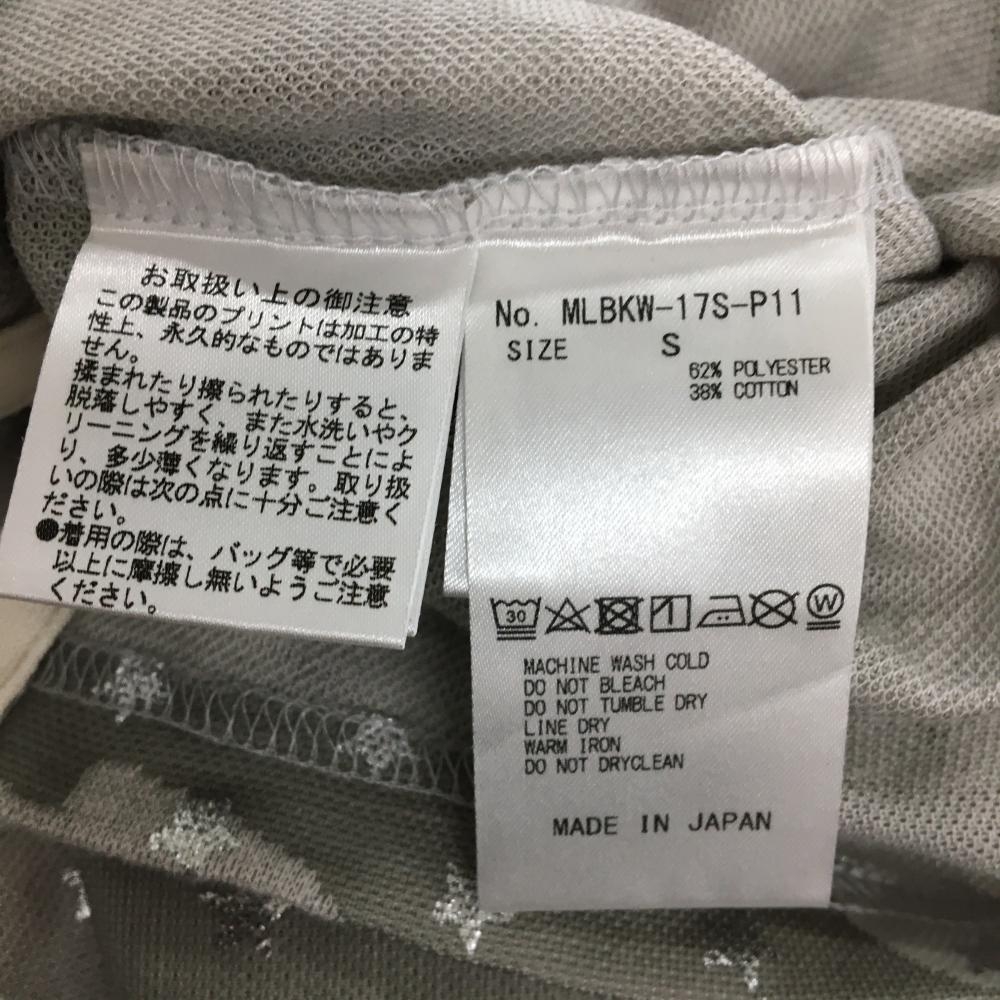 お取扱い上の御注意
この製品のプリントは加工の特
性上、永久的なものではありま
せん。
揉まれたり擦られたりすると、
脱落しやすく、また水洗いやク
リーニングを繰り返すことによ
り、多少薄くなります。取り扱
いの際は次の点に十分ご注意く
ださい。
●着用の際は、バッグ等で必要
以上に摩擦し無いようご注意
ください。
No. MLBKW-17S-P11
SIZE S
62% POLYESTER
38% COTTON
30 1 W
MACHINE WASH COLD
DO NOT BLEACH
DO NOT TUMBLE DRY
LINE DRY
WARM IRON
DO NOT DRYCLEAN
MADE IN JAPAN